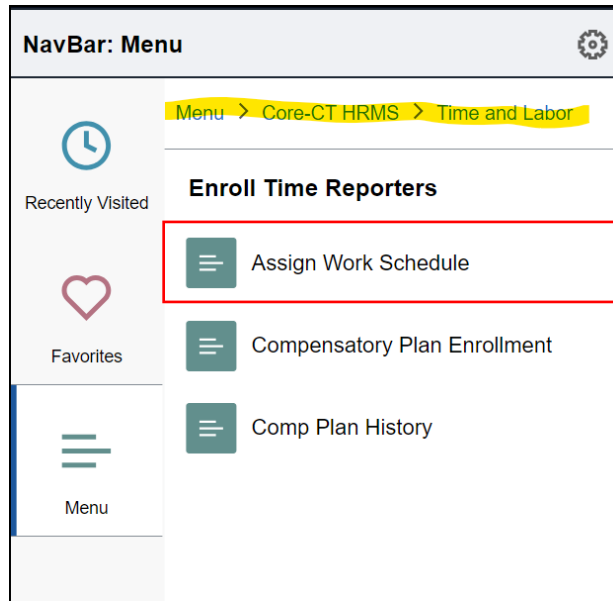 NavBar: Menu
Menu > Core-CT HRMS > Time and Labor
Recently Visited
Favorites
Menu
Enroll Time Reporters
Assign Work Schedule
Compensatory Plan Enrollment
Comp Plan History